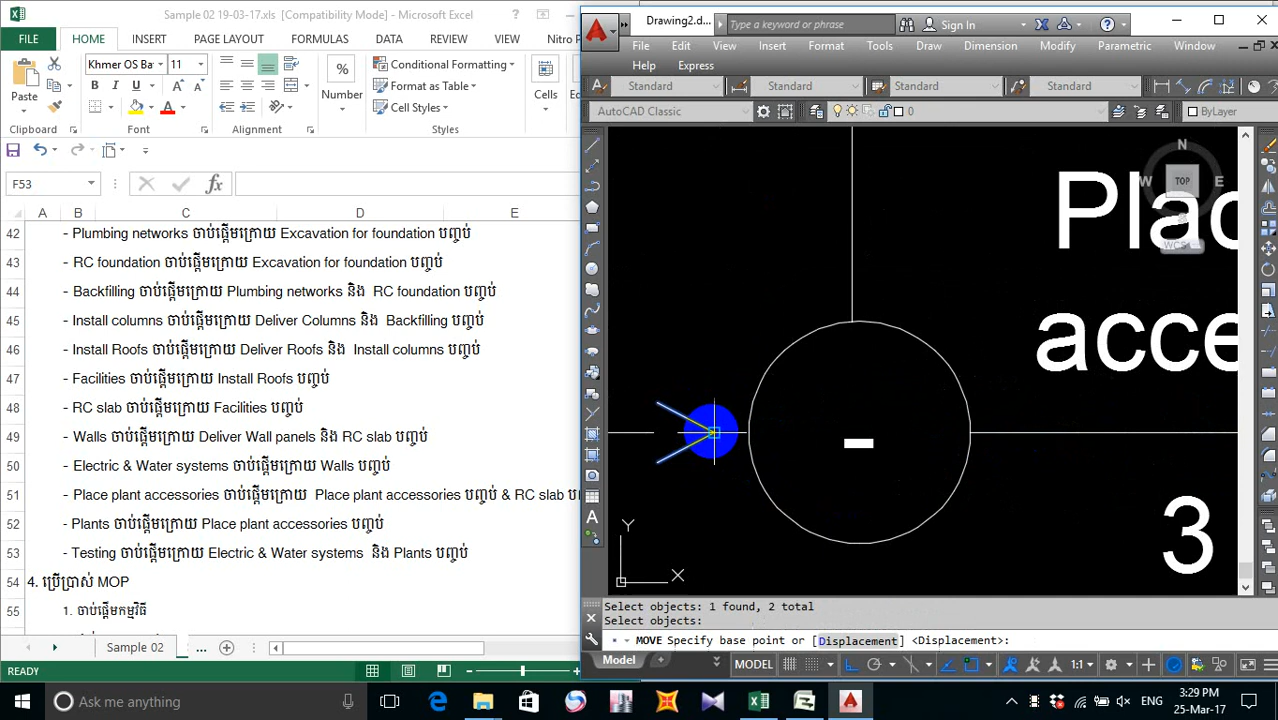 Sample 02 19-03-17.xls [Compatibility Mode] - Microsoft Excel
FILE HOME INSERT PAGE LAYOUT FORMULAS DATA REVIEW VIEW Nitro
Khmer OS Ba 11
Paste B I U A
Number Cells
Conditional Formatting
Format as Table
Cell Styles
Clipboard Font Alignment Styles
F53
A B C D E
42 - Plumbing networks ចាប់ផ្តើមក្រោយ Excavation for foundation បញ្ចប់
43 - RC foundation ចាប់ផ្តើមក្រោយ Excavation for foundation បញ្ចប់
44 - Backfilling ចាប់ផ្តើមក្រោយ Plumbing networks និង RC foundation បញ្ចប់
45 - Install columns ចាប់ផ្តើមក្រោយ Deliver Columns និង Backfilling បញ្ចប់
46 - Install Roofs ចាប់ផ្តើមក្រោយ Deliver Roofs និង Install columns បញ្ចប់
47 - Facilities ចាប់ផ្តើមក្រោយ Install Roofs បញ្ចប់
48 - RC slab ចាប់ផ្តើមក្រោយ Facilities បញ្ចប់
49 - Walls ចាប់ផ្តើមក្រោយ Deliver Wall panels និង RC slab បញ្ចប់
50 - Electric & Water systems ចាប់ផ្តើមក្រោយ Walls បញ្ចប់
51 - Place plant accessories ចាប់ផ្តើមក្រោយ Place plant accessories បញ្ចប់ & RC slab
52 - Plants ចាប់ផ្តើមក្រោយ Place plant accessories បញ្ចប់
53 - Testing ចាប់ផ្តើមក្រោយ Electric & Water systems និង Plants បញ្ចប់
54 4. ប្រើប្រាស់ MOP
55 1. ចាប់ផ្តើមកម្មវិធី
Sample 02 ...
READY
Drawing2.d... Type a keyword or phrase Sign In
File Edit View Insert Format Tools Draw Dimension Modify Parametric Window
Help Express
Standard Standard Standard Standard
AutoCAD Classic 0 ByLayer
N
W TOP E
WCS
Plac
acce
3
Y
X
Select objects: 1 found, 2 total
Select objects:
MOVE Specify base point or [Displacement] <Displacement>:
Model MODEL 1:1
Ask me anything
ENG 3:29 PM
25-Mar-17